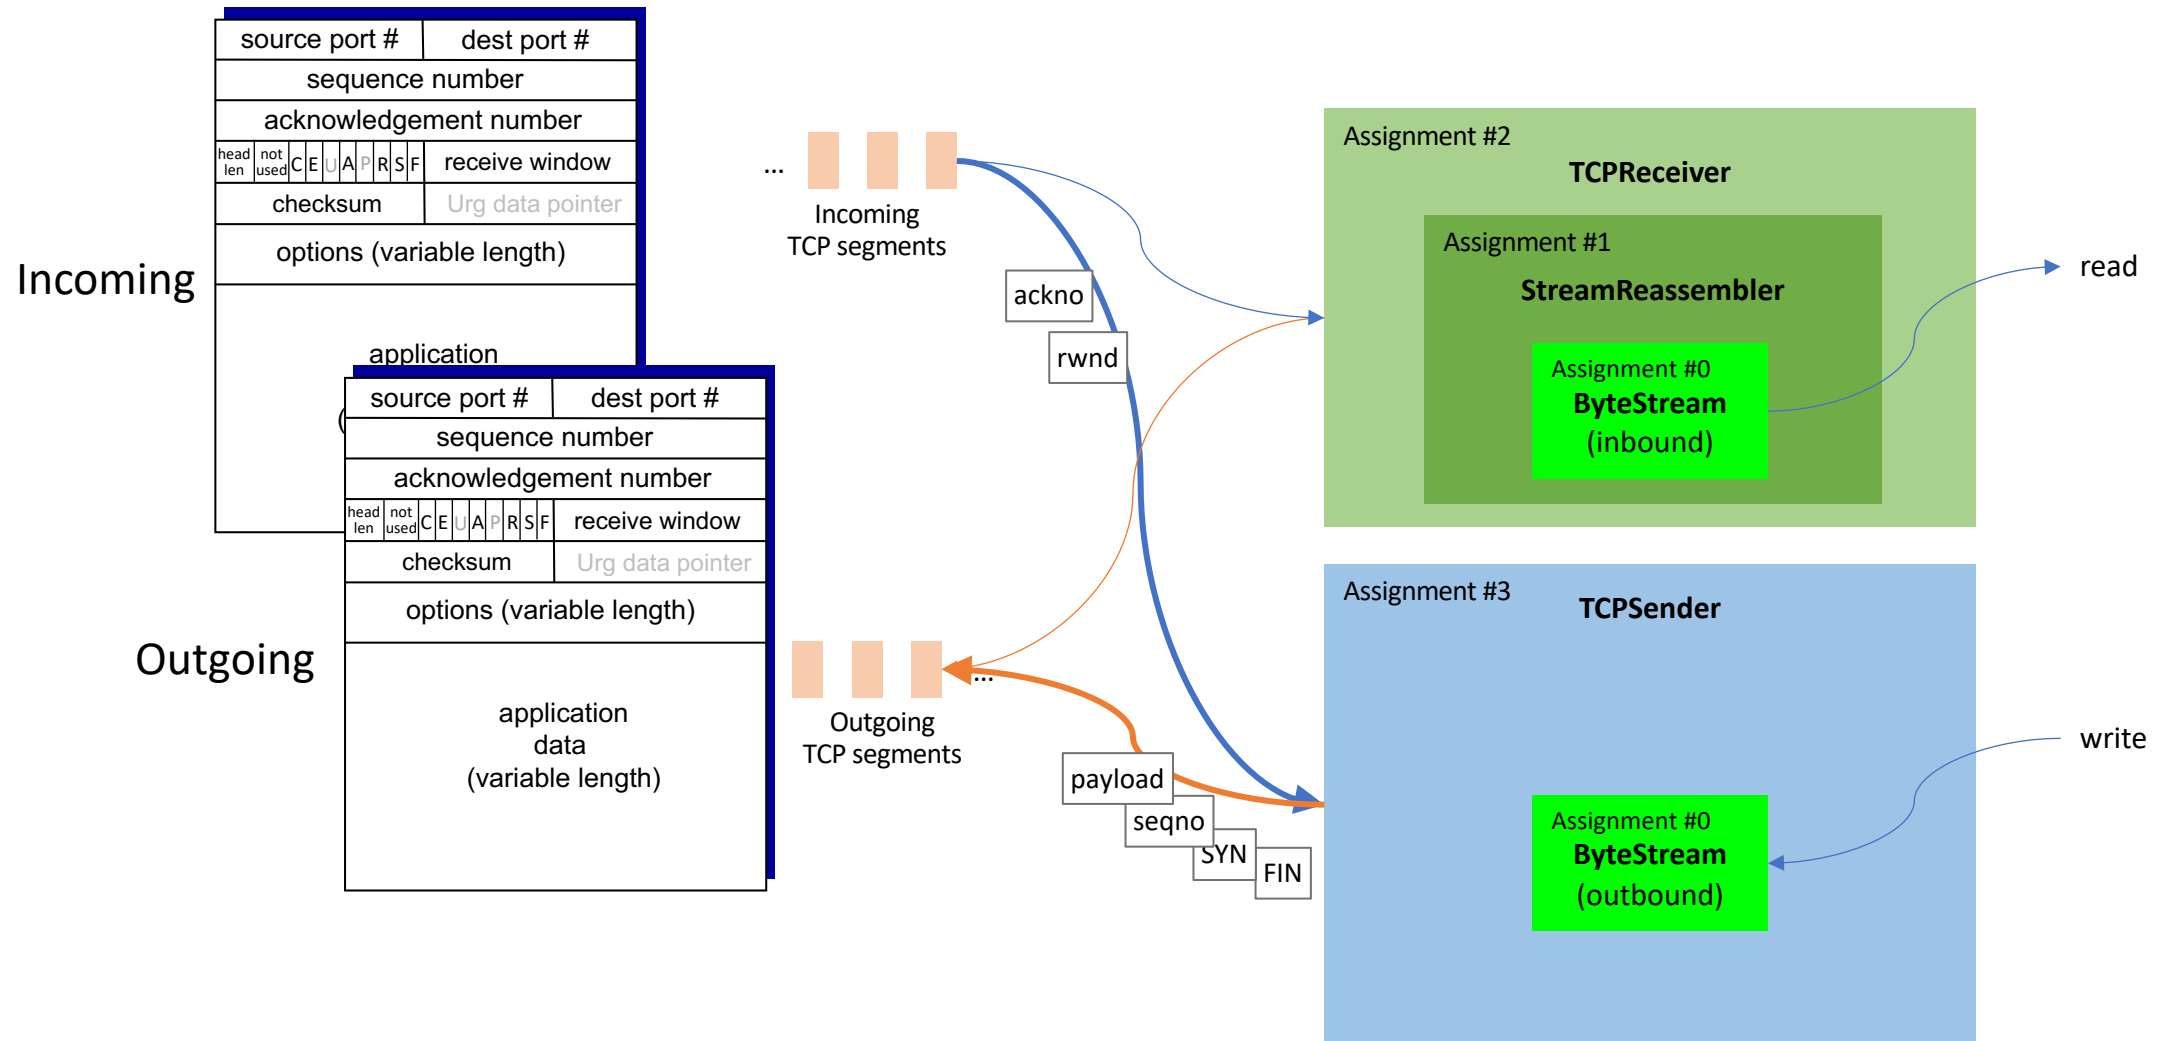 Incoming
source port #
dest port #
sequence number
acknowledgement number
head
len
not
used
C E U A P R S F
receive window
checksum
Urg data pointer
options (variable length)
application
(
Outgoing
source port #
dest port #
sequence number
acknowledgement number
head
len
not
used
C E U A P R S F
receive window
checksum
Urg data pointer
options (variable length)
application
data
(variable length)
...
Incoming
TCP segments
ackno
rwnd
...
Outgoing
TCP segments
payload
seqno
SYN
FIN
Assignment #2
TCPReceiver
Assignment #1
StreamReassembler
Assignment #0
ByteStream
(inbound)
read
Assignment #3
TCPSender
Assignment #0
ByteStream
(outbound)
write